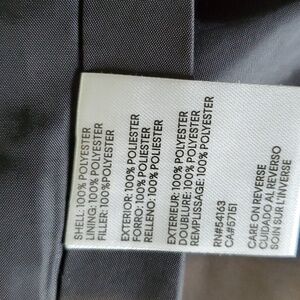 SHELL: 100% POLYESTER
LINING: 100% POLYESTER
FILLER: 100% POLYESTER
EXTERIOR: 100% POLIESTER
FORRO: 100% POLIESTER
RELLENO: 100% POLIESTER
EXTERIEUR: 100% POLYESTER
DOUBLURE: 100% POLYESTER
REMPLISSAGE: 100% POLYESTER
RN#54163
CA#57151
CARE ON REVERSE
CUIDADO AL REVERSO
SOIN SUR L'INVERSE